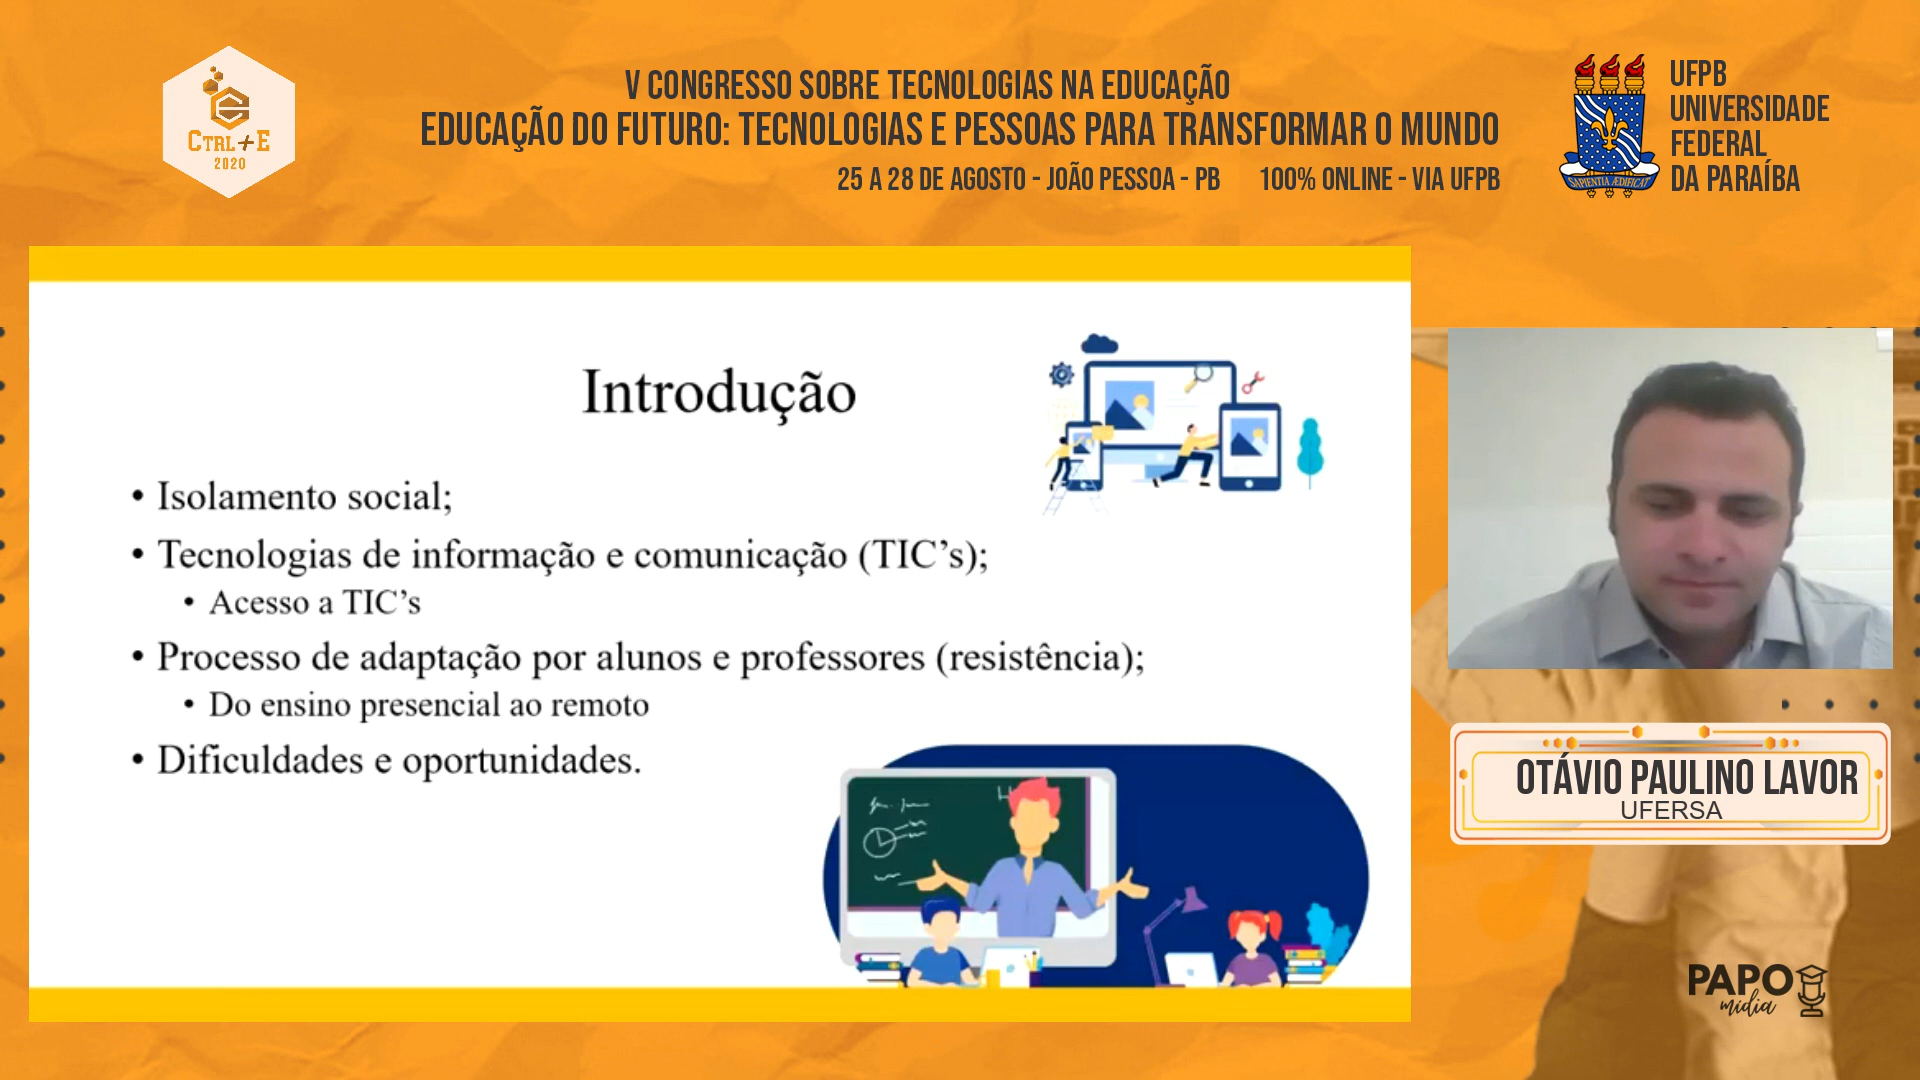 CTRL+E
2020
V CONGRESSO SOBRE TECNOLOGIAS NA EDUCAÇÃO
EDUCAÇÃO DO FUTURO: TECNOLOGIAS E PESSOAS PARA TRANSFORMAR O MUNDO
25 A 28 DE AGOSTO - JOÃO PESSOA - PB 100% ONLINE - VIA UFPB
SAPIENTIA ÆDIFICAT
UFPB
UNIVERSIDADE
FEDERAL
DA PARAÍBA
Introdução
• Isolamento social;
• Tecnologias de informação e comunicação (TIC’s);
• Acesso a TIC’s
• Processo de adaptação por alunos e professores (resistência);
• Do ensino presencial ao remoto
• Dificuldades e oportunidades.
OTÁVIO PAULINO LAVOR
UFERSA
PAPO
mídia